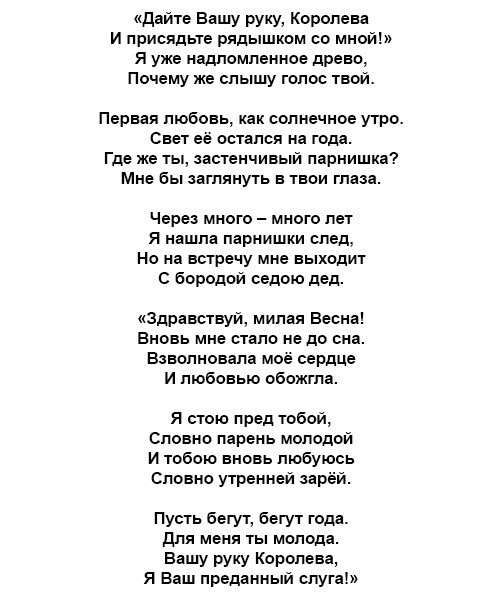 «Дайте Вашу руку, Королева
И присядьте рядышком со мной!»
Я уже надломленное древо,
Почему же слышу голос твой.

Первая любовь, как солнечное утро.
Свет её остался на года.
Где же ты, застенчивый парнишка?
Мне бы заглянуть в твои глаза.

Через много – много лет
Я нашла парнишки след,
Но на встречу мне выходит
С бородой седою дед.

«Здравствуй, милая Весна!
Вновь мне стало не до сна.
Взволновала моё сердце
И любовью обожгла.

Я стою пред тобой,
Словно парень молодой
И тобою вновь любуюсь
Словно утренней зарёй.

Пусть бегут, бегут года.
Для меня ты молода.
Вашу руку Королева,
Я Ваш преданный слуга!»